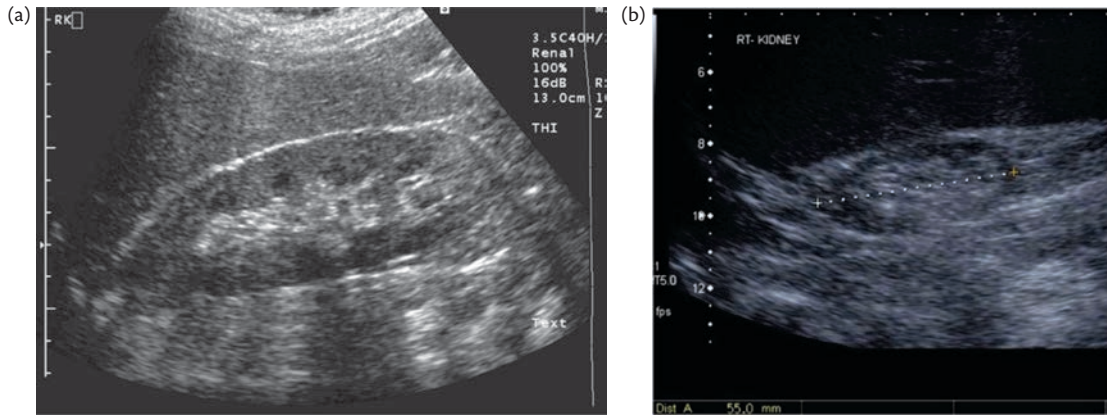 (a)
RK
3.5C40H/
Renal
100%
16dB
13.0cm
Z
THI
Text
(b)
RT- KIDNEY
6
8
10
12
T5.0
fps
Dist A 55.0 mm